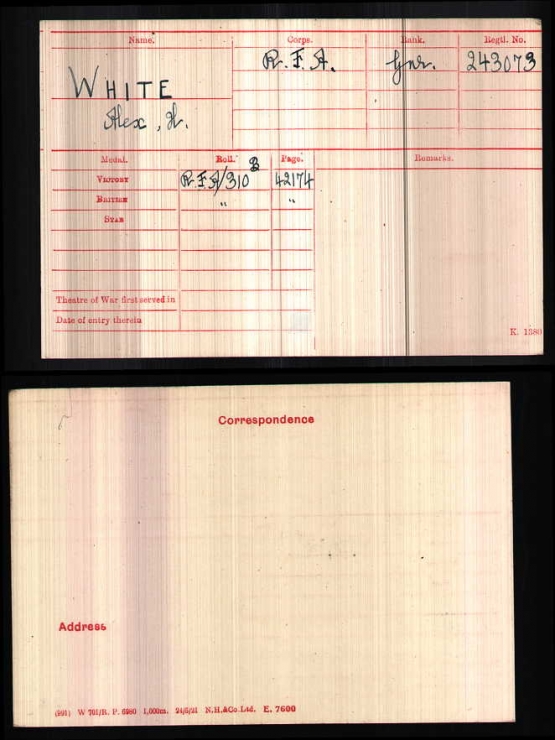 Name. Corps. Rank. Regtl. No.
WHITE R.F.A. Gnr. 243073
Alex, H.
Medal. Roll. Page. Remarks.
VICTORY R.F.A/310 B 42174
BRITISH " "
STAR
Theatre of War first served in
Date of entry therein
K. 1380
Correspondence
Address
(991) W 701/R. P. 6980 1,000m. 24/5/21 N.H.&Co Ltd. E. 7600